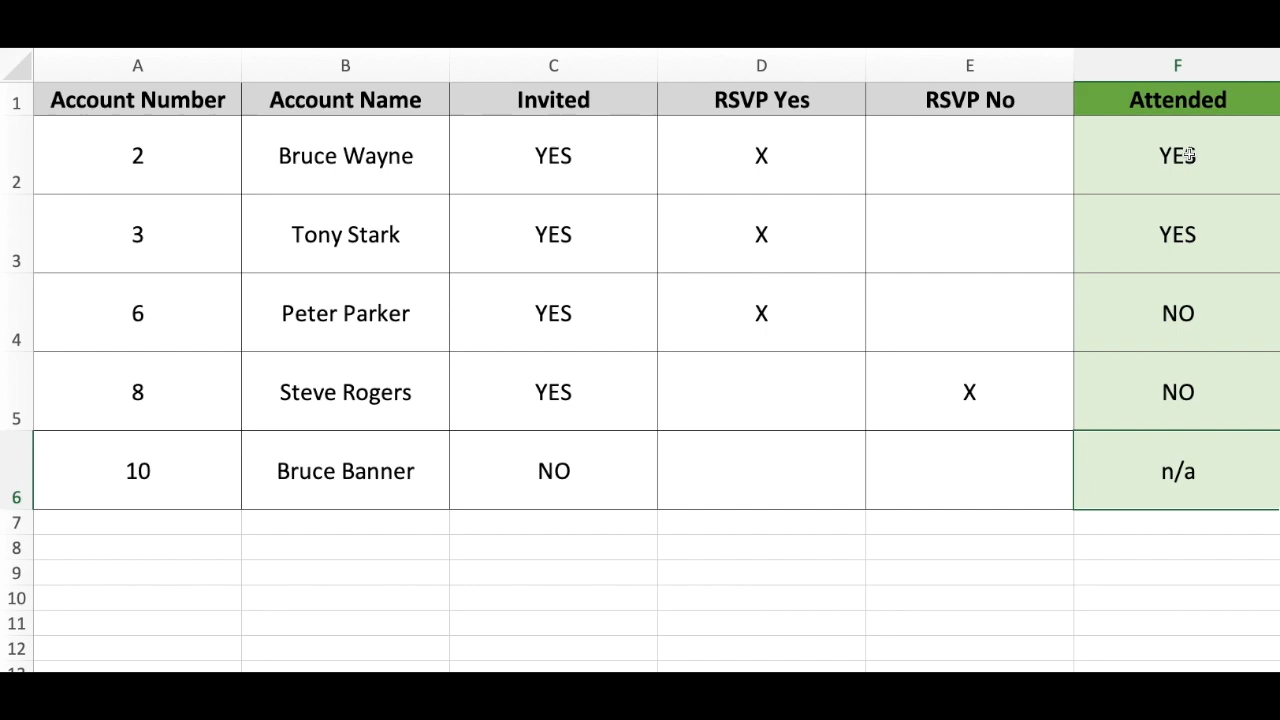 A B C D E F
1 Account Number Account Name Invited RSVP Yes RSVP No Attended
2 2 Bruce Wayne YES X YES
3 3 Tony Stark YES X YES
4 6 Peter Parker YES X NO
5 8 Steve Rogers YES X NO
6 10 Bruce Banner NO n/a
7
8
9
10
11
12
13